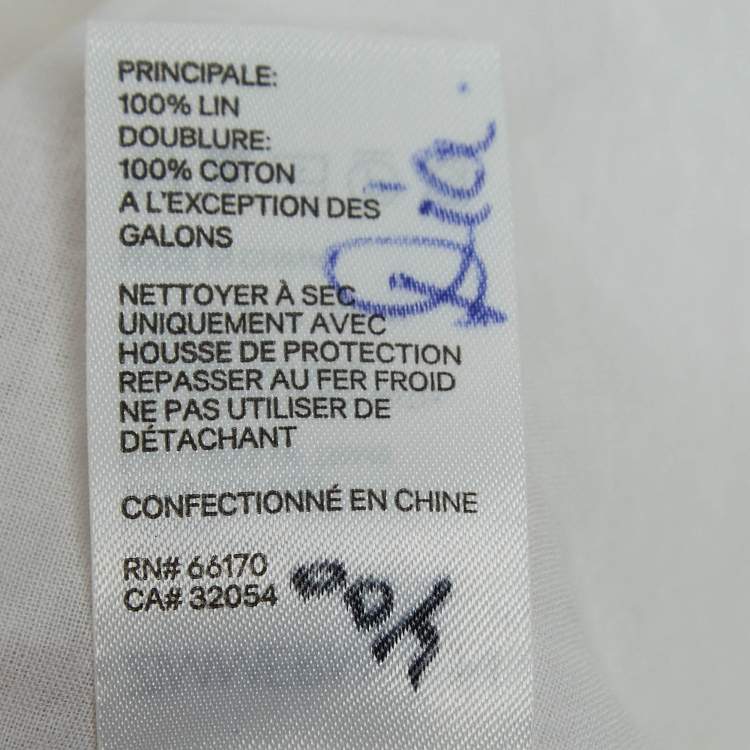 PRINCIPALE:
100% LIN
DOUBLURE:
100% COTON
A L'EXCEPTION DES
GALONS
NETTOYER À SEC
UNIQUEMENT AVEC
HOUSSE DE PROTECTION
REPASSER AU FER FROID
NE PAS UTILISER DE
DÉTACHANT
CONFECTIONNÉ EN CHINE
RN# 66170
CA# 32054